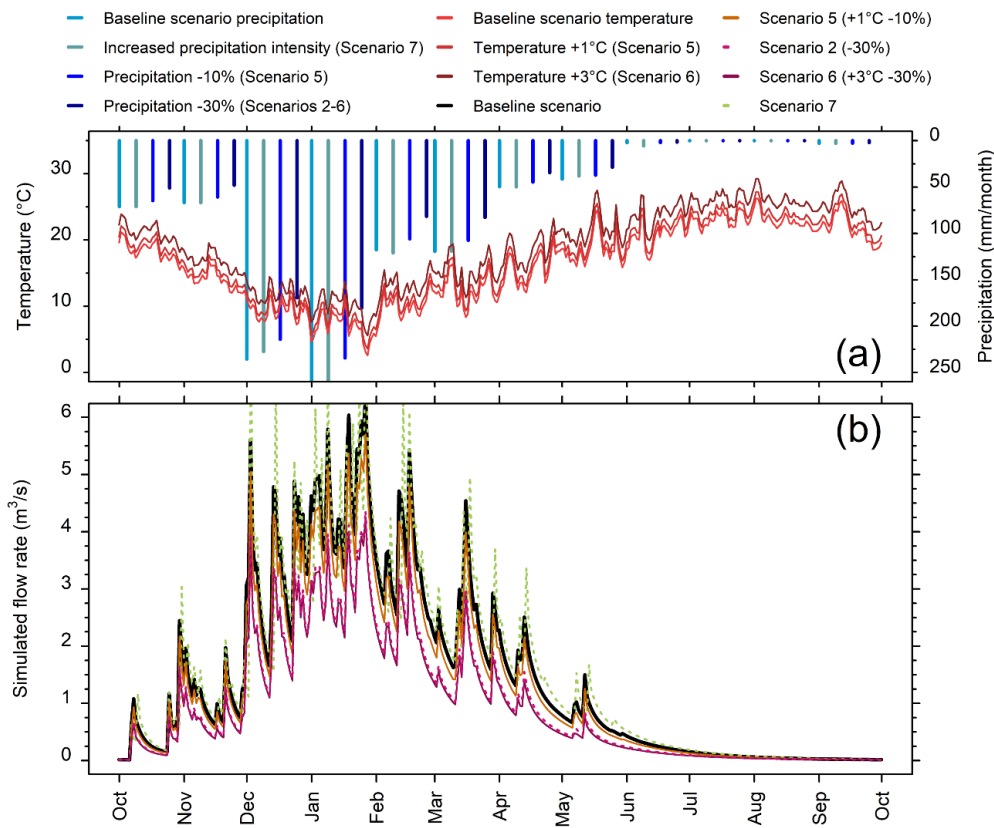 Baseline scenario precipitation
Increased precipitation intensity (Scenario 7)
Precipitation -10% (Scenario 5)
Precipitation -30% (Scenarios 2-6)
Baseline scenario temperature
Temperature +1°C (Scenario 5)
Temperature +3°C (Scenario 6)
Baseline scenario
Scenario 5 (+1°C -10%)
Scenario 2 (-30%)
Scenario 6 (+3°C -30%)
Scenario 7
Temperature (°C)
30
20
10
0
Precipitation (mm/month)
0
50
100
150
200
250
(a)
Simulated flow rate (m³/s)
6
5
4
3
2
1
0
(b)
Oct
Nov
Dec
Jan
Feb
Mar
Apr
May
Jun
Jul
Aug
Sep
Oct